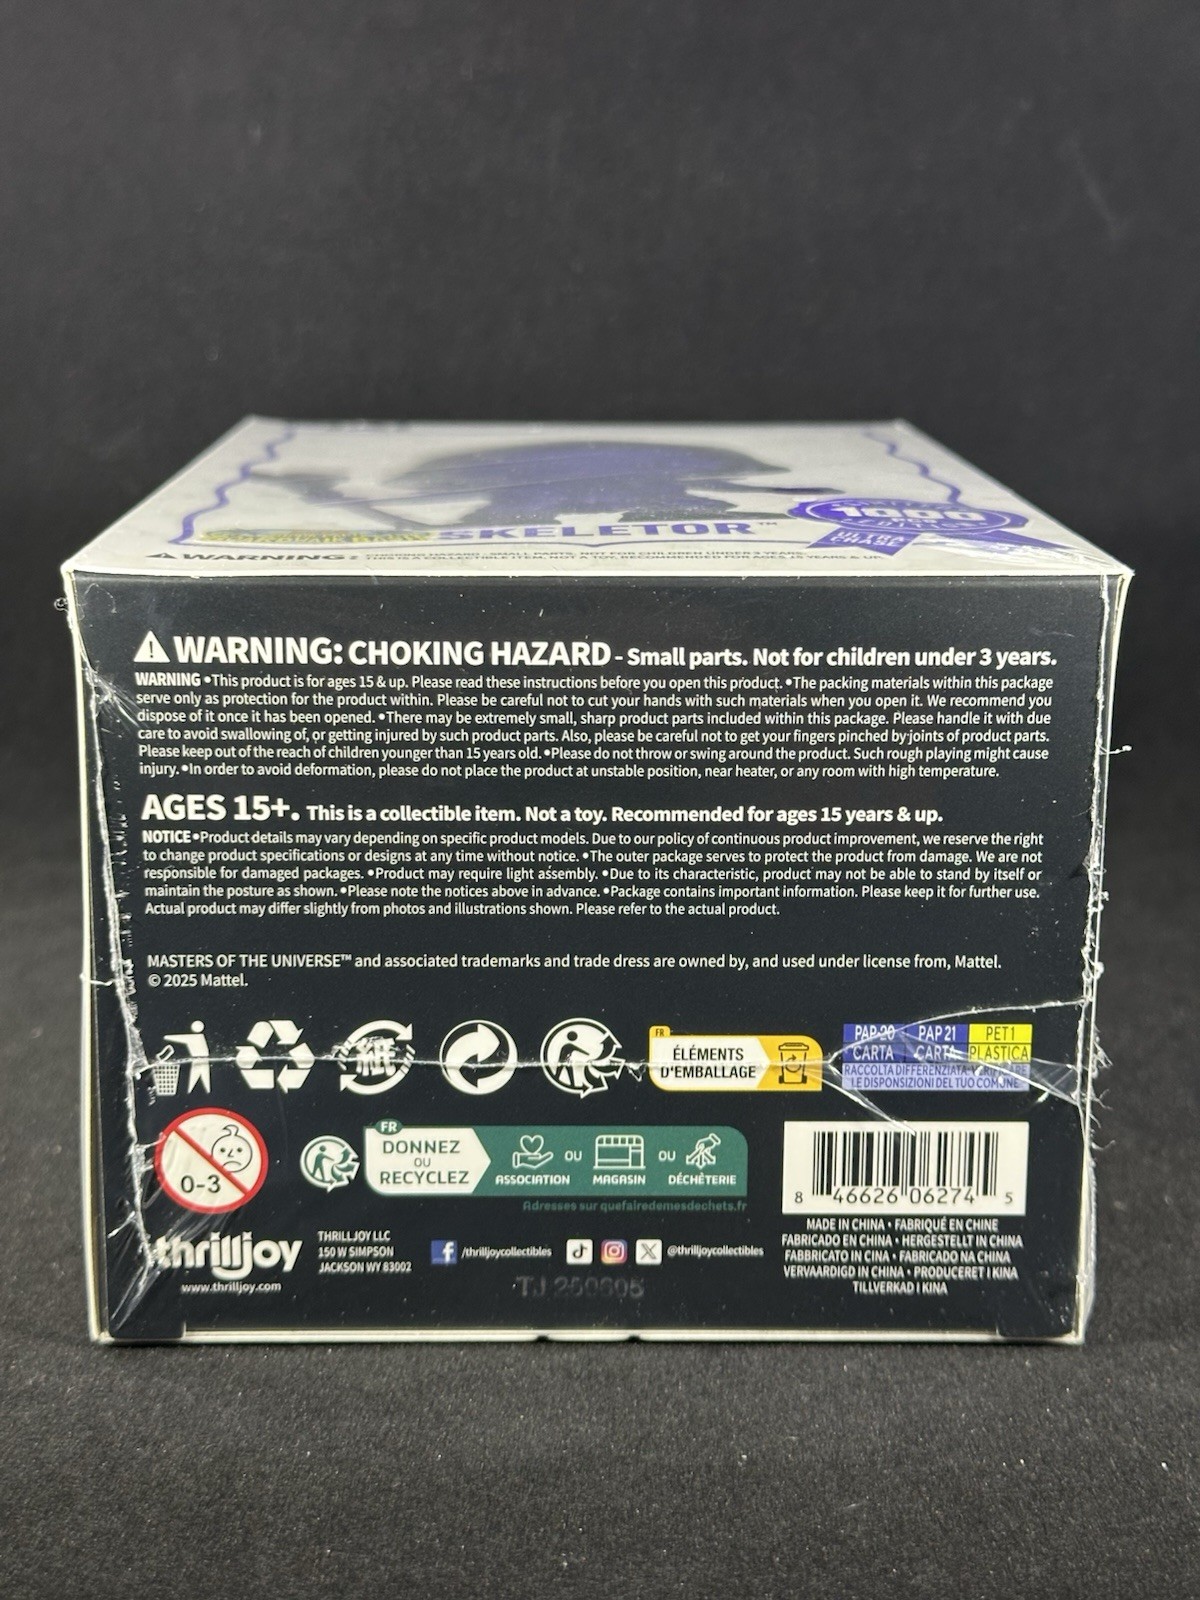 SKELETOR™
1000
EDITION
WARNING:
THIS IS A COLLECTIBLE ITEM. NOT A TOY. RECOMMENDED FOR AGES 15 YEARS & UP.
WARNING: CHOKING HAZARD - Small parts. Not for children under 3 years.
WARNING •This product is for ages 15 & up. Please read these instructions before you open this product. •The packing materials within this package
serve only as protection for the product within. Please be careful not to cut your hands with such materials when you open it. We recommend you
dispose of it once it has been opened. •There may be extremely small, sharp product parts included within this package. Please handle it with due
care to avoid swallowing of, or getting injured by such product parts. Also, please be careful not to get your fingers pinched by joints of product parts.
Please keep out of the reach of children younger than 15 years old. •Please do not throw or swing around the product. Such rough playing might cause
injury. •In order to avoid deformation, please do not place the product at unstable position, near heater, or any room with high temperature.
AGES 15+. This is a collectible item. Not a toy. Recommended for ages 15 years & up.
NOTICE •Product details may vary depending on specific product models. Due to our policy of continuous product improvement, we reserve the right
to change product specifications or designs at any time without notice. •The outer package serves to protect the product from damage. We are not
responsible for damaged packages. •Product may require light assembly. •Due to its characteristic, product may not be able to stand by itself or
maintain the posture as shown. •Please note the notices above in advance. •Package contains important information. Please keep it for further use.
Actual product may differ slightly from photos and illustrations shown. Please refer to the actual product.
MASTERS OF THE UNIVERSE™ and associated trademarks and trade dress are owned by, and used under license from, Mattel.
© 2025 Mattel.
紙
FR
ÉLÉMENTS
D'EMBALLAGE
PAP 20 PAP 21 PET1
CARTA CARTA PLASTICA
RACCOLTA DIFFERENZIATA. VERIFICARE
LE DISPOSIZIONI DEL TUO COMUNE
0-3
FR
DONNEZ
OU
RECYCLEZ
ASSOCIATION OU MAGASIN OU DÉCHÈTERIE
Adresses sur quefairedemesdechets.fr
8 46626 06274 5
thrilljoy
www.thrilljoy.com
THRILLJOY LLC
150 W SIMPSON
JACKSON WY 83002
/thrilljoycollectibles
@thrilljoycollectibles
TJ 250605
MADE IN CHINA • FABRIQUÉ EN CHINE
FABRICADO EN CHINA • HERGESTELLT IN CHINA
FABBRICATO IN CINA • FABRICADO NA CHINA
VERVAARDIGD IN CHINA • PRODUCERET I KINA
TILLVERKAD I KINA